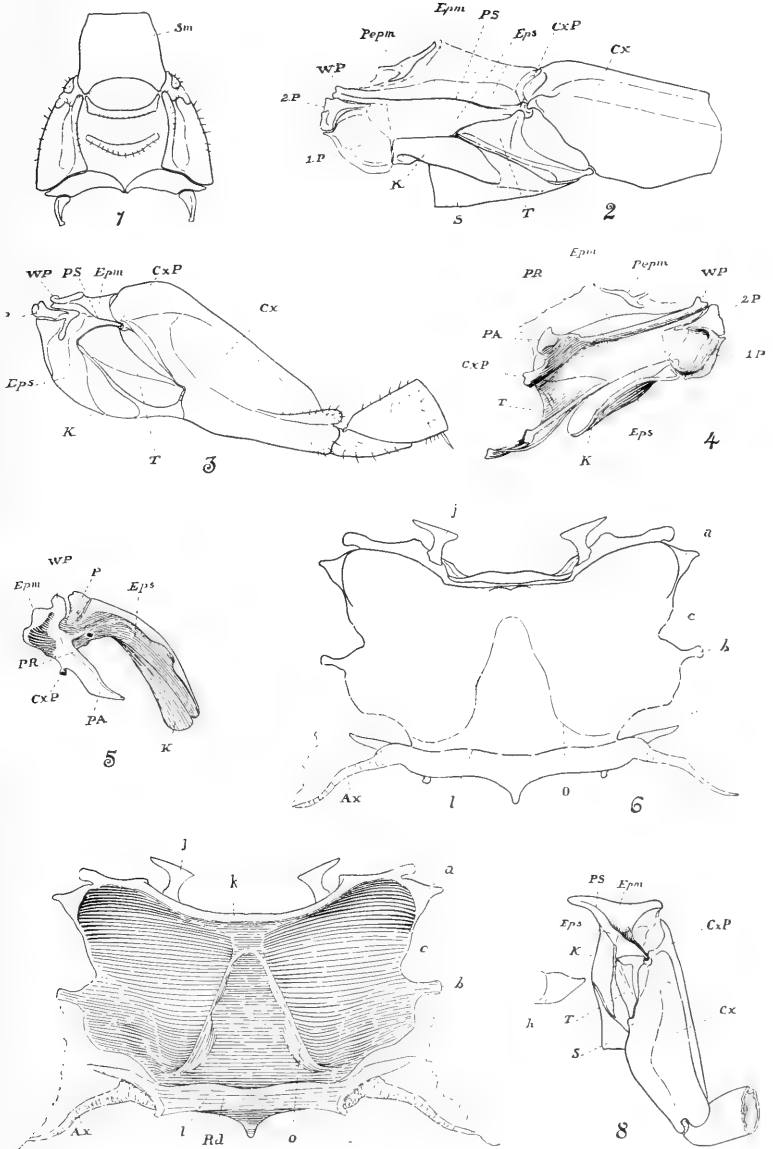 Sm
1
Epm PS Eps CxP Cx
Pepm
WP
2P
1P
K S T 2
WP PS Epm CxP Cx
Eps
K T 3
Epm Pepm
PR WP
2P
PA
1P
CxP
T
K Eps 4
WP P
Epm Eps
PR
CxP
PA K
5
j a
c
b
Ax l o 6
j a
k
c
b
Ax l Rd o
PS Epm
Eps CxP
K
h T Cx
S
8